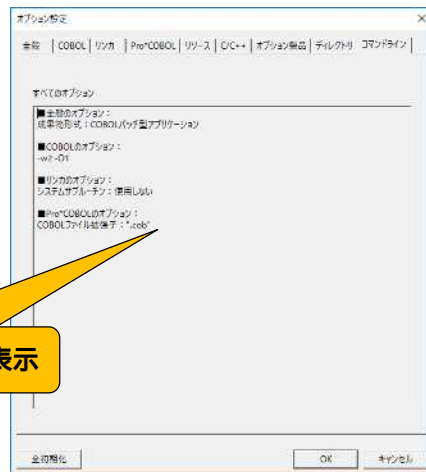 オプション設定
全般 COBOL リンカ Pro*COBOL リソース C/C++ オプション製品 ディレクトリ コマンドライン
すべてのオプション
■全般のオプション：
成果物形式：COBOLバッチ型アプリケーション
■COBOLのオプション：
-w2 -O1
■リンカのオプション：
システムサブルーチン：使用しない
■Pro*COBOLのオプション：
COBOLファイル拡張子：".cob"
表示
全初期化 OK キャンセル